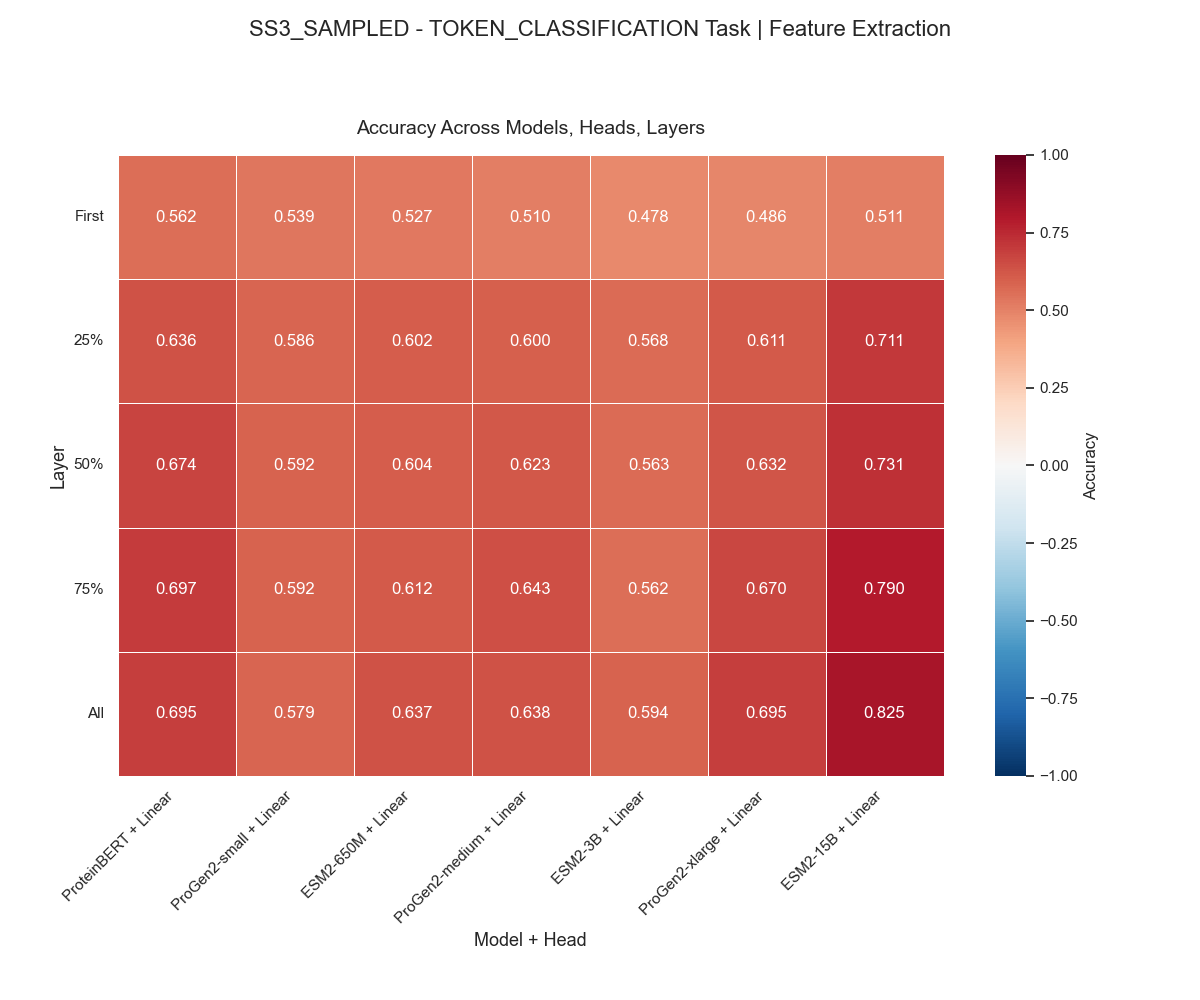 SS3_SAMPLED - TOKEN_CLASSIFICATION Task | Feature Extraction
Accuracy Across Models, Heads, Layers
Layer
First 0.562 0.539 0.527 0.510 0.478 0.486 0.511
25% 0.636 0.586 0.602 0.600 0.568 0.611 0.711
50% 0.674 0.592 0.604 0.623 0.563 0.632 0.731
75% 0.697 0.592 0.612 0.643 0.562 0.670 0.790
All 0.695 0.579 0.637 0.638 0.594 0.695 0.825
ProteinBERT + Linear
ProGen2-small + Linear
ESM2-650M + Linear
ProGen2-medium + Linear
ESM2-3B + Linear
ProGen2-xlarge + Linear
ESM2-15B + Linear
Model + Head
1.00
0.75
0.50
0.25
0.00
−0.25
−0.50
−0.75
−1.00
Accuracy